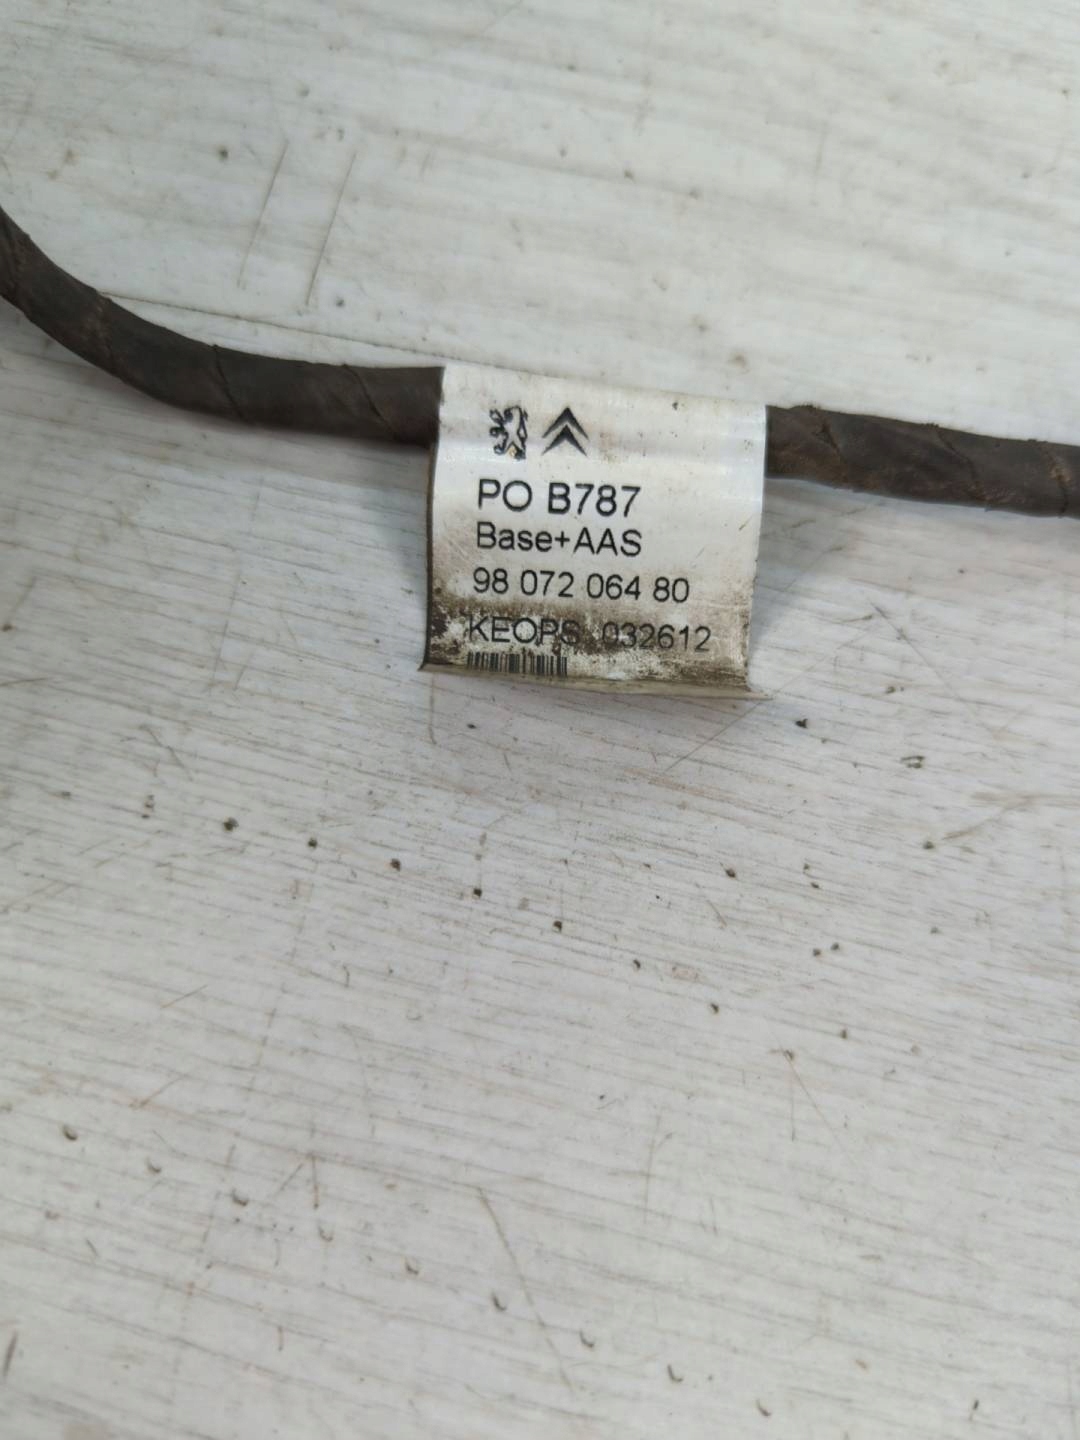 PO B787
Base+AAS
98 072 064 80
KEOPS 032612